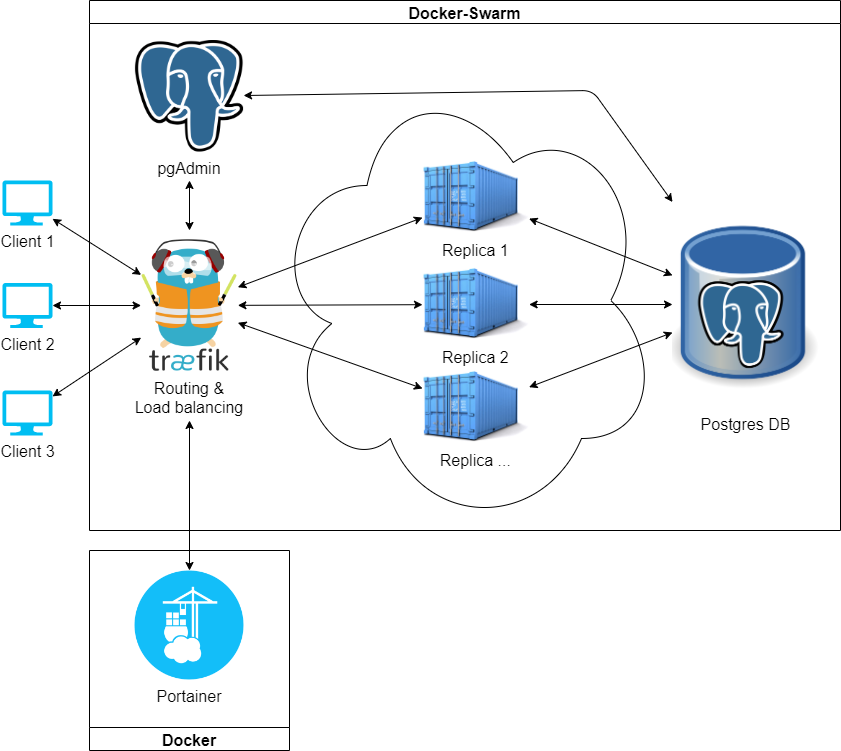 Docker-Swarm
pgAdmin
Client 1
Client 2
Client 3
træfik
Routing &
Load balancing
Replica 1
Replica 2
Replica ...
Postgres DB
Portainer
Docker